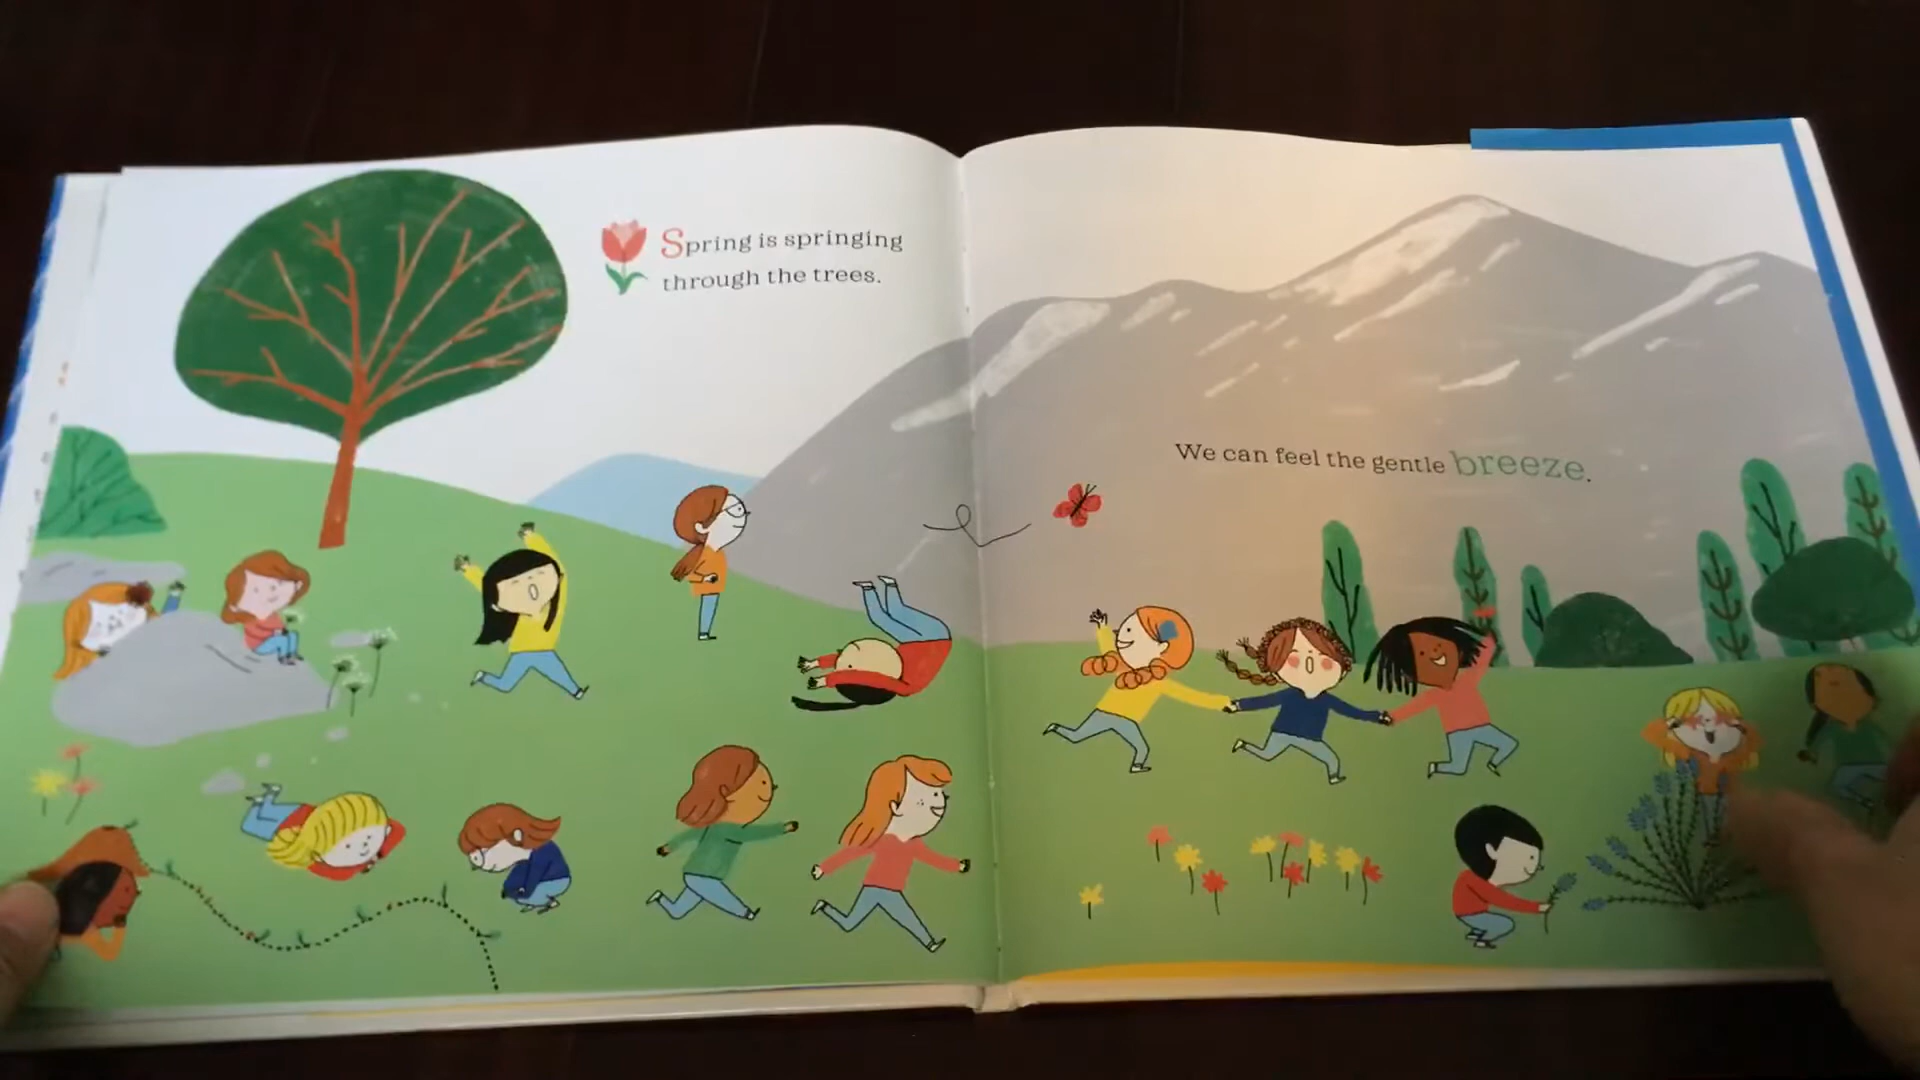 Spring is springing
through the trees.
We can feel the gentle breeze.